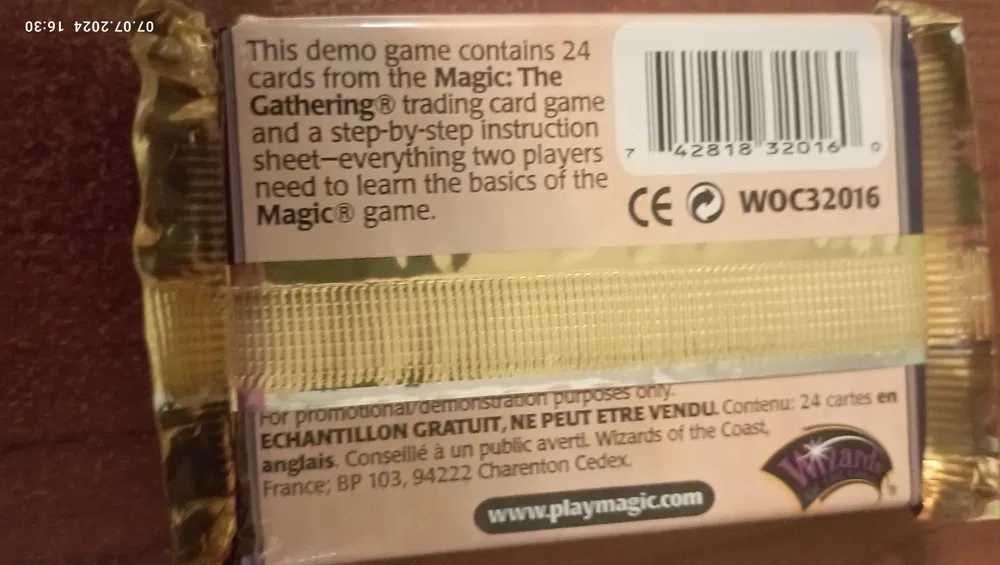 07.07.2024 16:30
This demo game contains 24
cards from the Magic: The
Gathering® trading card game
and a step-by-step instruction
sheet—everything two players
need to learn the basics of the
Magic® game.
7 42818 32016 0
CE WOC32016
For promotional/demonstration purposes only.
ECHANTILLON GRATUIT, NE PEUT ETRE VENDU. Contenu: 24 cartes en
anglais. Conseillé à un public averti. Wizards of the Coast,
France; BP 103, 94222 Charenton Cedex.
Wizards
www.playmagic.com